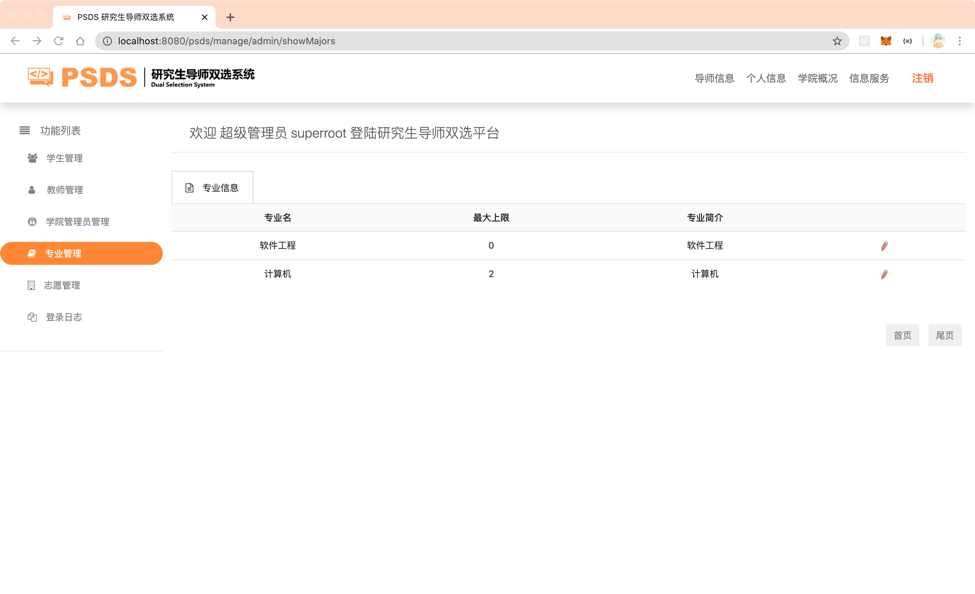 PSDS 研究生导师双选系统
localhost:8080/psds/manage/admin/showMajors
PSDS 研究生导师双选系统
Dual Selection System
导师信息 个人信息 学院概况 信息服务 注销
功能列表
学生管理
教师管理
学院管理员管理
专业管理
志愿管理
登录日志
欢迎 超级管理员 superroot 登陆研究生导师双选平台
专业信息
专业名 最大上限 专业简介
软件工程 0 软件工程
计算机 2 计算机
首页 尾页